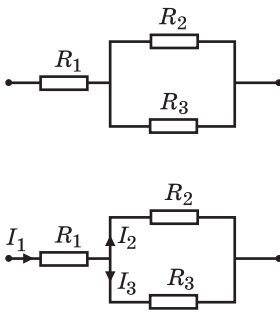 R₂
R₁
R₃
R₂
I₁ R₁ I₂
I₃ R₃